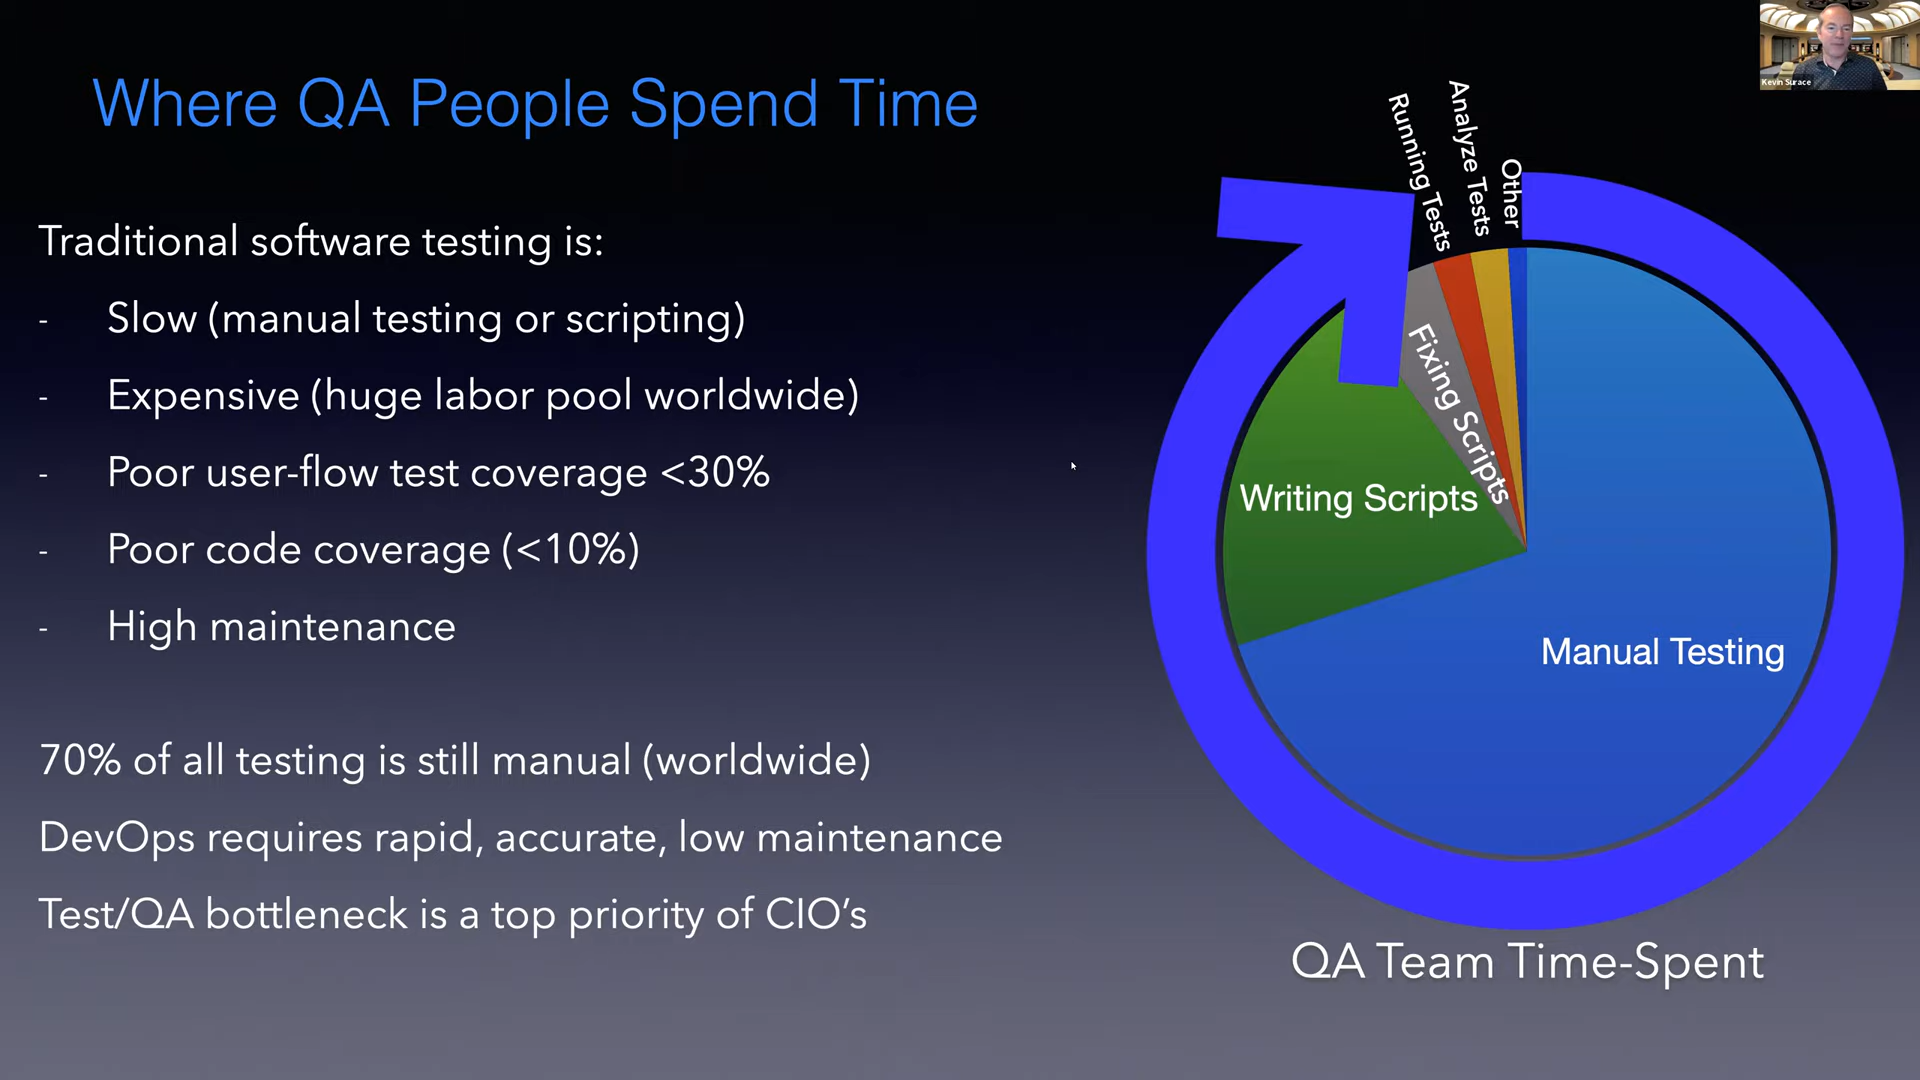 Where QA People Spend Time
Traditional software testing is:
- Slow (manual testing or scripting)
- Expensive (huge labor pool worldwide)
- Poor user-flow test coverage <30%
- Poor code coverage (<10%)
- High maintenance
70% of all testing is still manual (worldwide)
DevOps requires rapid, accurate, low maintenance
Test/QA bottleneck is a top priority of CIO’s
Kevin Surace
Running Tests
Analyze Tests
Other
Fixing Scripts
Writing Scripts
Manual Testing
QA Team Time-Spent